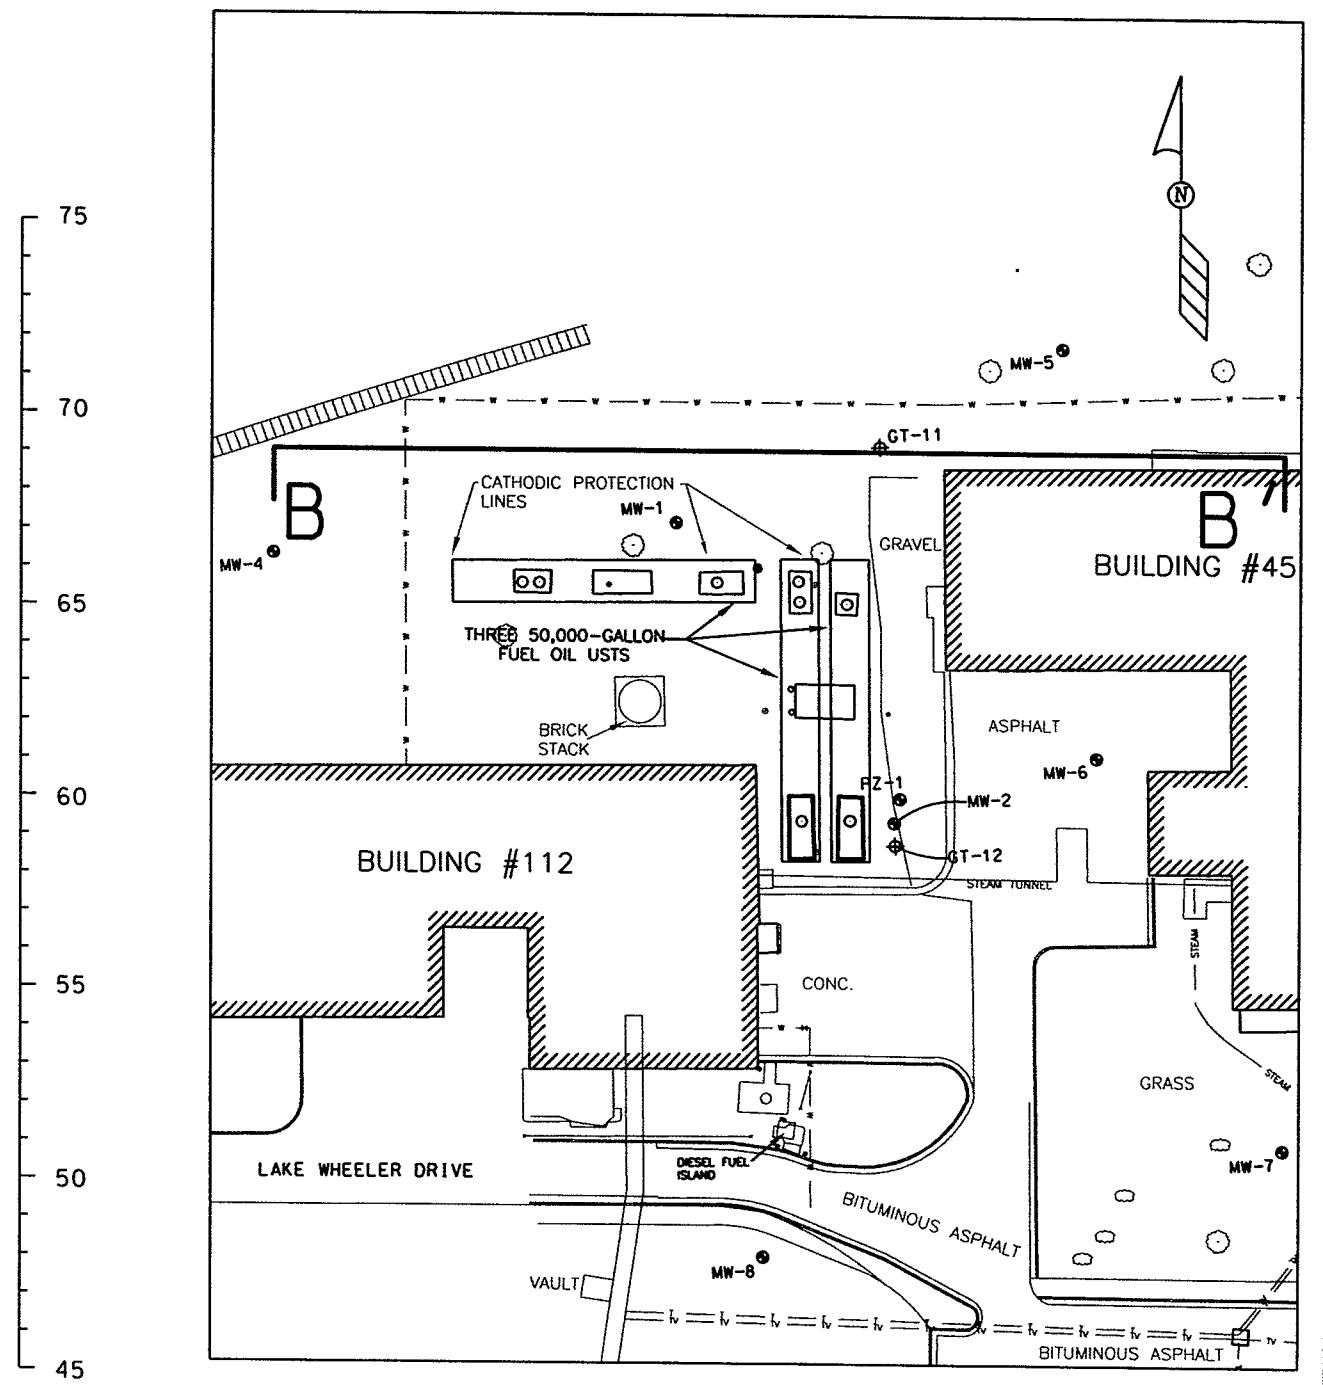 N
75
MW-5
70
GT-11
CATHODIC PROTECTION
LINES
MW-1
B
B'
MW-4
GRAVEL
BUILDING #45
65
THREE 50,000-GALLON
FUEL OIL USTS
BRICK
STACK
ASPHALT
MW-6
60
PZ-1
MW-2
BUILDING #112
GT-12
STEAM TUNNEL
STEAM
55
CONC.
GRASS
STEAM
LAKE WHEELER DRIVE
DIESEL FUEL
ISLAND
50
MW-7
BITUMINOUS ASPHALT
MW-8
VAULT
BITUMINOUS ASPHALT
45